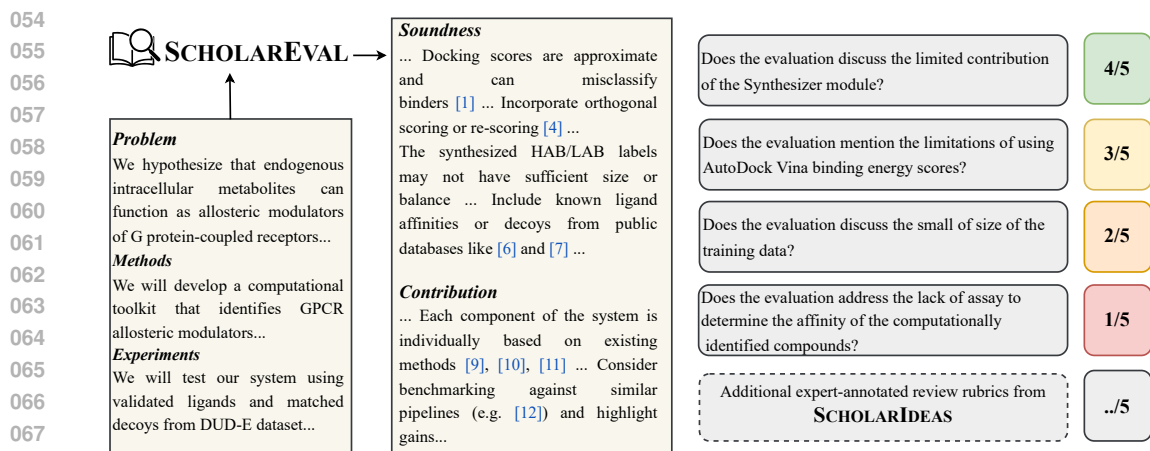 054
055
056
057
058
059
060
061
062
063
064
065
066
067
SCHOLAREVAL
Problem
We hypothesize that endogenous
intracellular metabolites can
function as allosteric modulators
of G protein-coupled receptors...
Methods
We will develop a computational
toolkit that identifies GPCR
allosteric modulators...
Experiments
We will test our system using
validated ligands and matched
decoys from DUD-E dataset...
Soundness
... Docking scores are approximate
and can misclassify
binders [1] ... Incorporate orthogonal
scoring or re-scoring [4] ...
The synthesized HAB/LAB labels
may not have sufficient size or
balance ... Include known ligand
affinities or decoys from public
databases like [6] and [7] ...
Contribution
... Each component of the system is
individually based on existing
methods [9], [10], [11] ... Consider
benchmarking against similar
pipelines (e.g. [12]) and highlight
gains...
Does the evaluation discuss the limited contribution
of the Synthesizer module?
4/5
Does the evaluation mention the limitations of using
AutoDock Vina binding energy scores?
3/5
Does the evaluation discuss the small of size of the
training data?
2/5
Does the evaluation address the lack of assay to
determine the affinity of the computationally
identified compounds?
1/5
Additional expert-annotated review rubrics from
SCHOLARIDEAS
../5